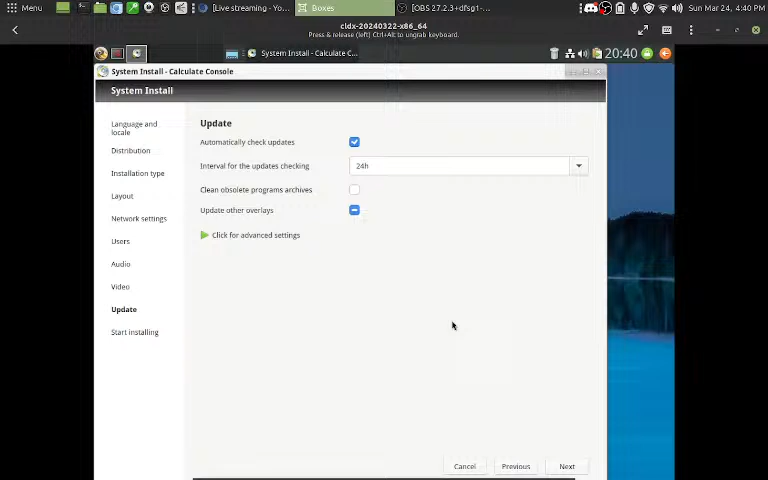 Menu
[Live streaming - Yo...
Boxes
[OBS 27.2.3+dfsg1-...
Sun Mar 24, 4:40 PM
cldx-20240322-x86_64
Press & release (left) Ctrl+Alt to ungrab keyboard.
System Install - Calculate C...
20:40
System Install - Calculate Console
System Install
Language and
locale
Distribution
Installation type
Layout
Network settings
Users
Audio
Video
Update
Start installing
Update
Automatically check updates
Interval for the updates checking
24h
Clean obsolete programs archives
Update other overlays
Click for advanced settings
Cancel
Previous
Next